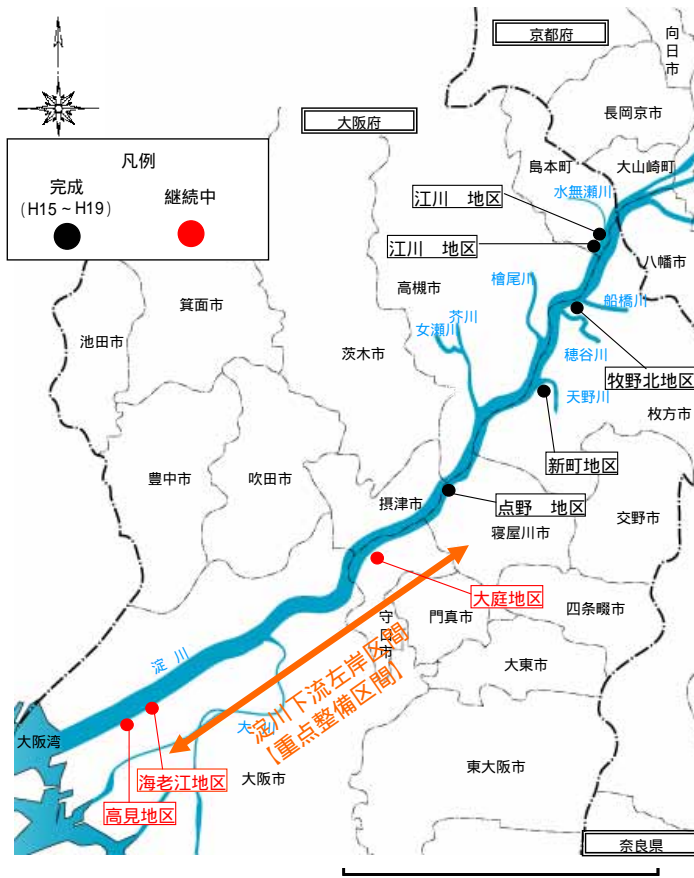 京都府
向日市
長岡京市
大阪府
凡例
完成
(H15~H19)
継続中
島本町
大山崎町
水無瀬川
江川 地区
江川 地区
八幡市
檜尾川
高槻市
船橋川
箕面市
芥川
女瀬川
池田市
茨木市
穂谷川
牧野北地区
天野川
枚方市
新町地区
豊中市
吹田市
摂津市
点野 地区
交野市
寝屋川市
大庭地区
守口市
門真市
四条畷市
大東市
淀川
淀川下流左岸区間
【重点整備区間】
大川
大阪湾
大阪市
海老江地区
高見地区
東大阪市
奈良県